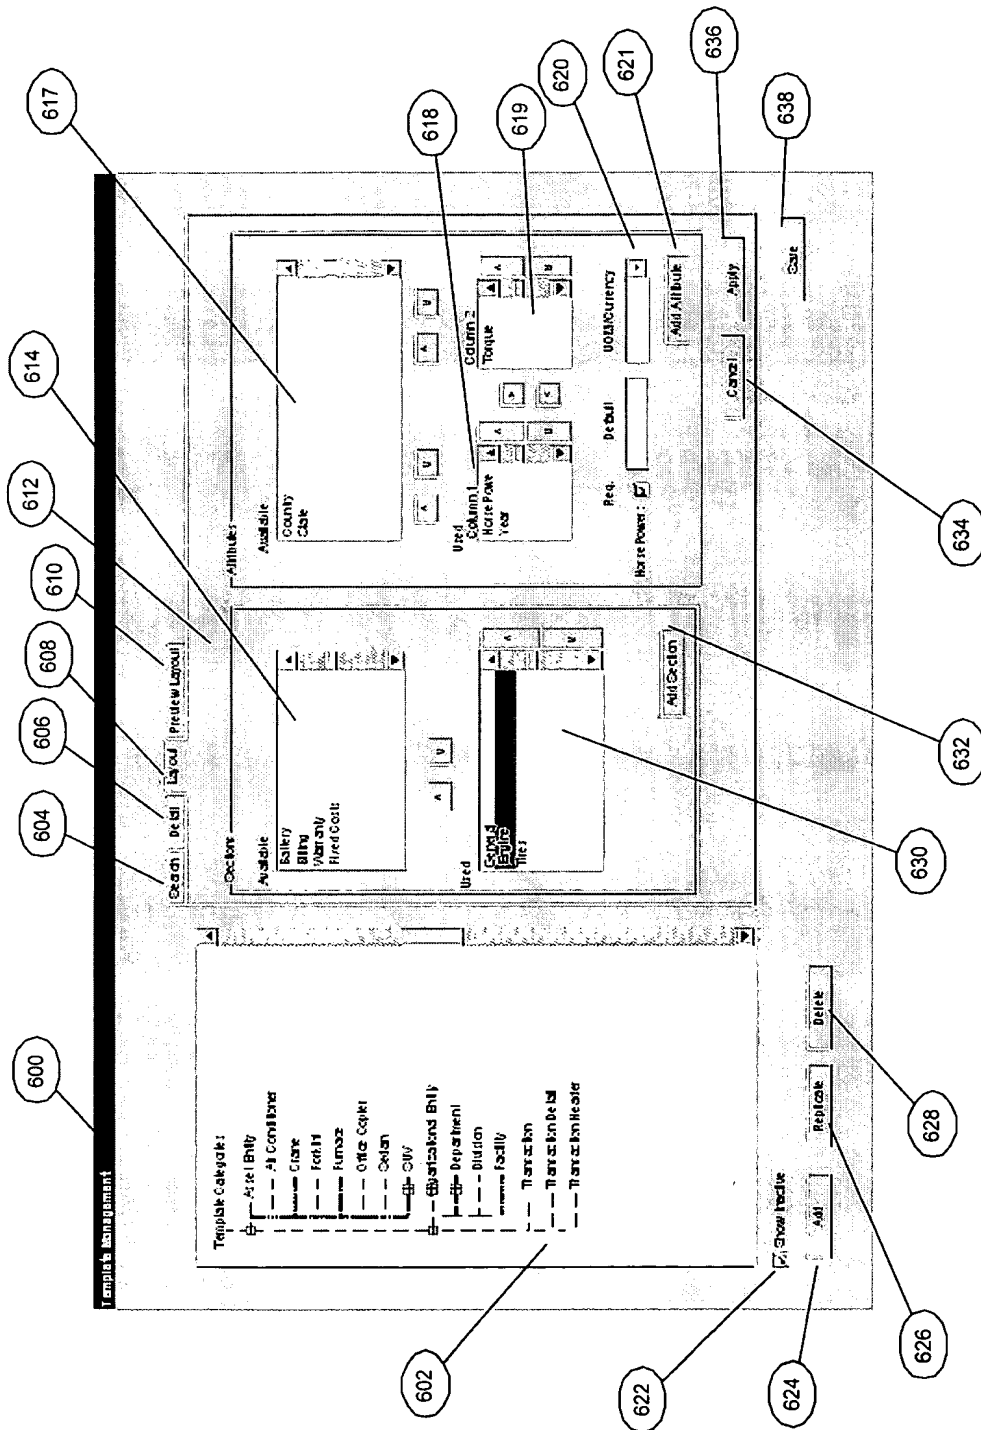 Template Management
Search Detail Layout Preview Layout
Template Categories
Asset Entity
Air Conditioner
Crane
Forklift
Furnace
Office Copier
Sedan
SUV
Organizational Entity
Department
Division
Facility
Transaction
Transaction Detail
Transaction Header
Show Inactive
Add Replicate Delete
Sections
Available
Battery
Billing
Warranty
Fixed Costs
Used
General
Engine
Tires
Add Section
Attributes
Available
Country
State
Used
Column 1
Horse Powe
Year
Column 2
Torque
Req. Default UOM/Currency
Horse Power:
Add Attribute
Cancel Apply
Save
600
602
604
606
608
610
612
614
617
618
619
620
621
622
624
626
628
630
632
634
636
638